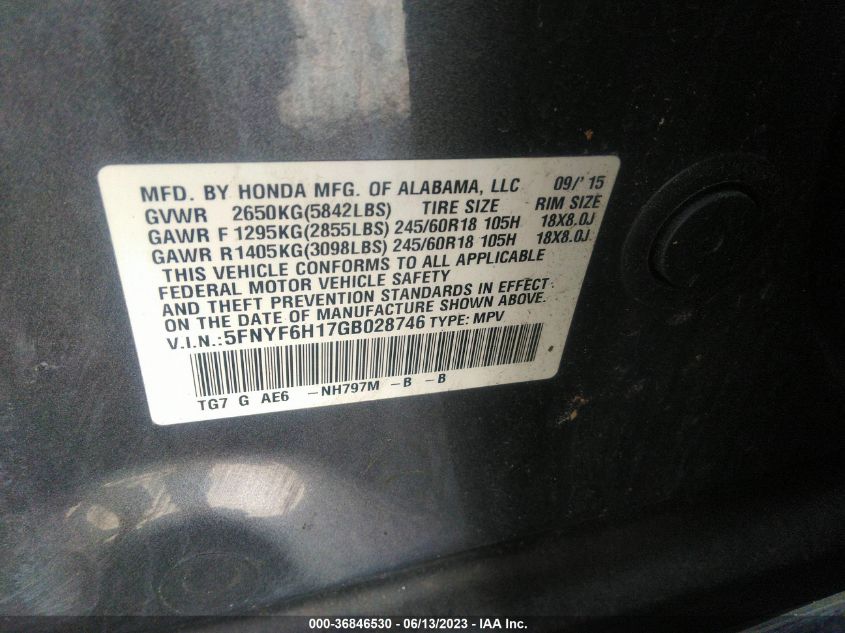 MFD. BY HONDA MFG. OF ALABAMA, LLC 09/'15
GVWR 2650KG(5842LBS) TIRE SIZE RIM SIZE
GAWR F1295KG(2855LBS) 245/60R18 105H 18X8.0J
GAWR R1405KG(3098LBS) 245/60R18 105H 18X8.0J
THIS VEHICLE CONFORMS TO ALL APPLICABLE
FEDERAL MOTOR VEHICLE SAFETY
AND THEFT PREVENTION STANDARDS IN EFFECT
ON THE DATE OF MANUFACTURE SHOWN ABOVE.
V.I.N.:5FNYF6H17GB028746 TYPE: MPV
TG7 G AE6 -NH797M -B -B
000-36846530 - 06/13/2023 - IAA Inc.